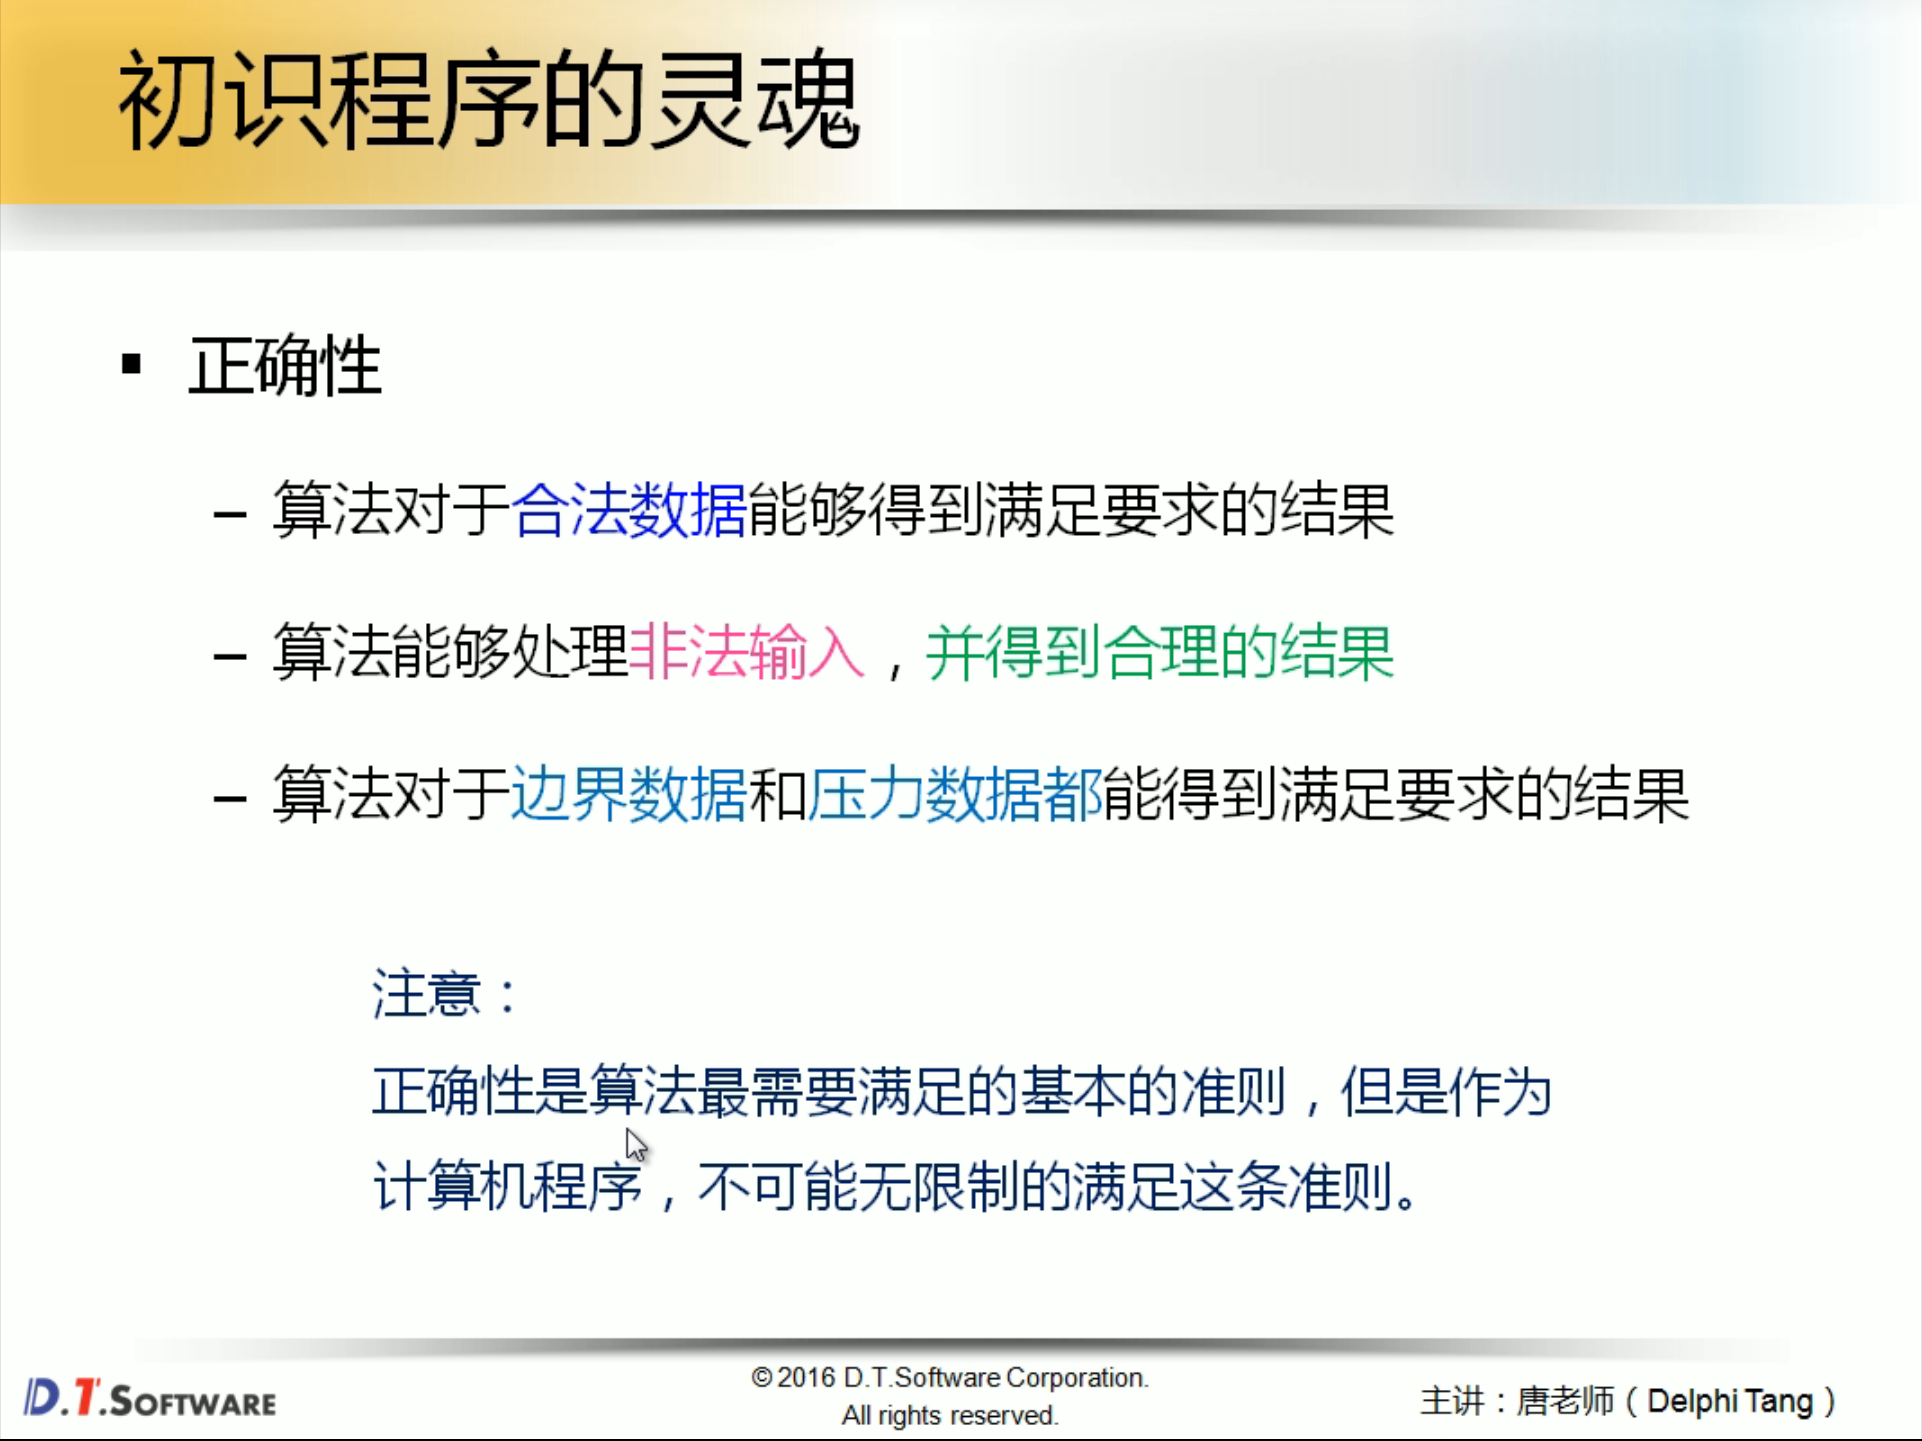 初识程序的灵魂
▪ 正确性
– 算法对于合法数据能够得到满足要求的结果
– 算法能够处理非法输入，并得到合理的结果
– 算法对于边界数据和压力数据都能得到满足要求的结果
注意：
正确性是算法最需要满足的基本的准则，但是作为
计算机程序，不可能无限制的满足这条准则。
D.T.SOFTWARE
© 2016 D.T.Software Corporation.
All rights reserved.
主讲：唐老师（Delphi Tang）